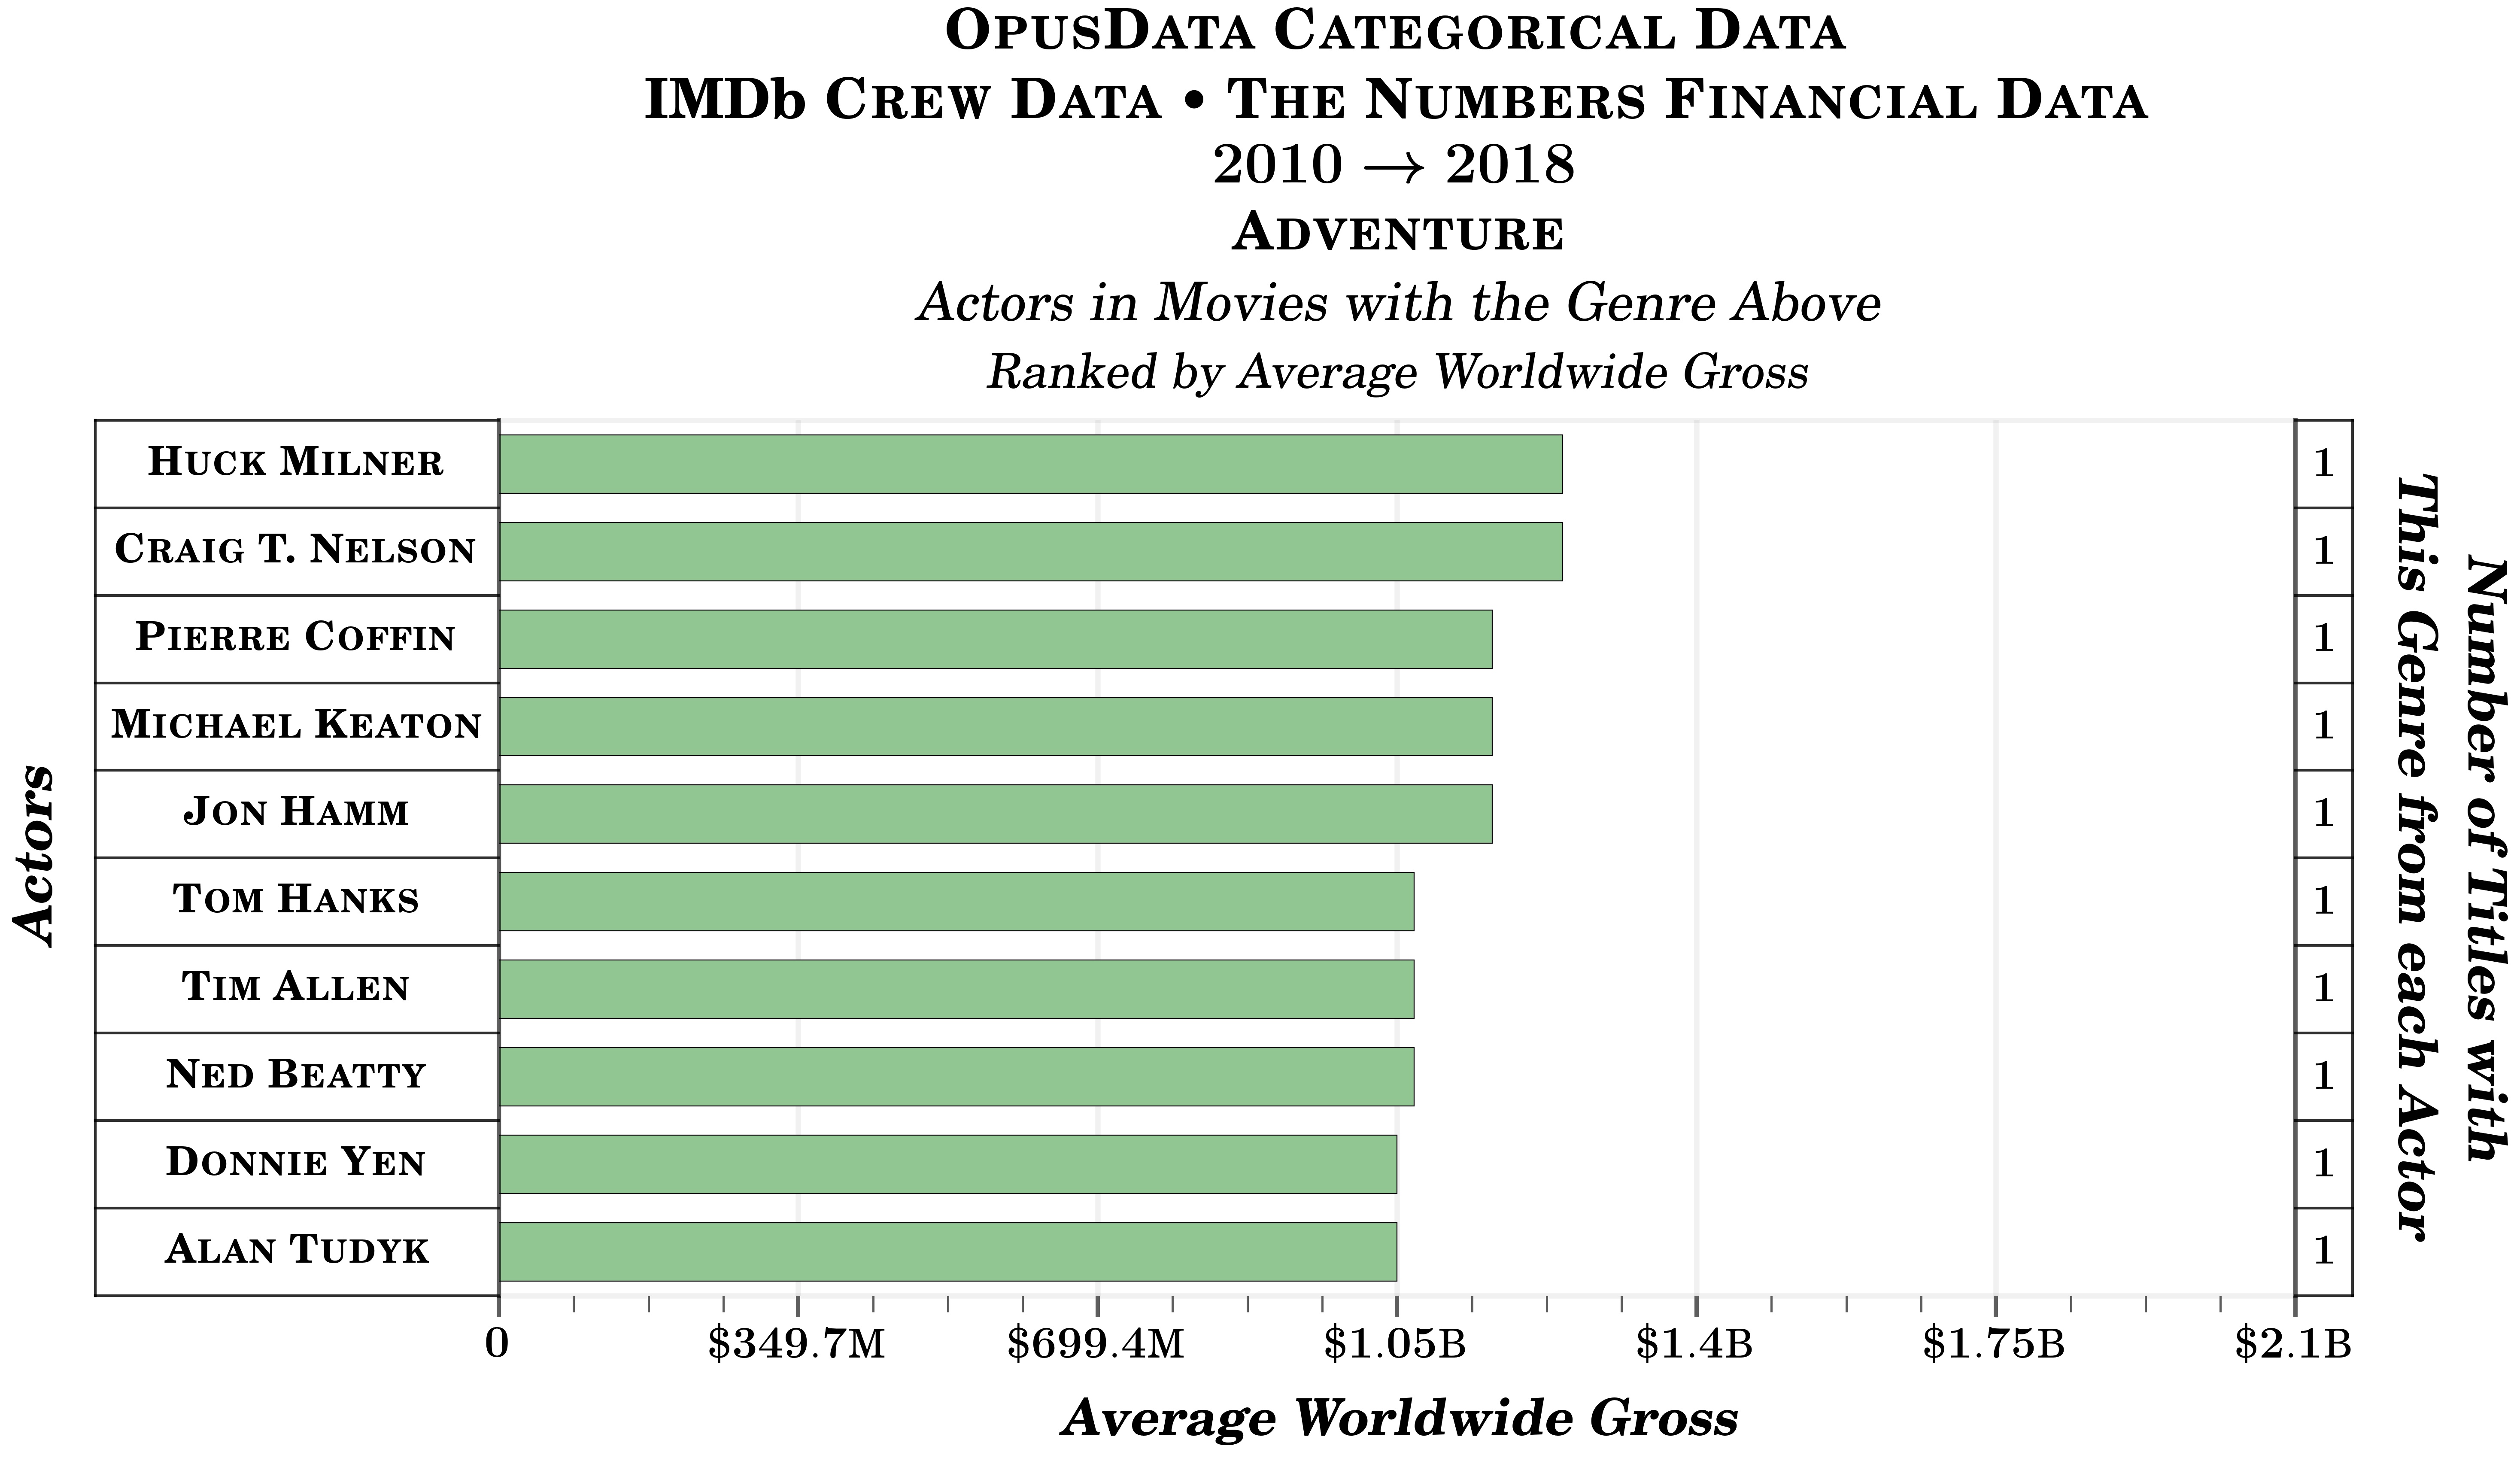 OpusData Categorical Data
IMDb Crew Data • The Numbers Financial Data
2010 → 2018
Adventure
Actors in Movies with the Genre Above
Ranked by Average Worldwide Gross
Actors
Huck Milner 1
Craig T. Nelson 1
Pierre Coffin 1
Michael Keaton 1
Jon Hamm 1
Tom Hanks 1
Tim Allen 1
Ned Beatty 1
Donnie Yen 1
Alan Tudyk 1
Number of Titles with
This Genre from each Actor
0 $349.7M $699.4M $1.05B $1.4B $1.75B $2.1B
Average Worldwide Gross